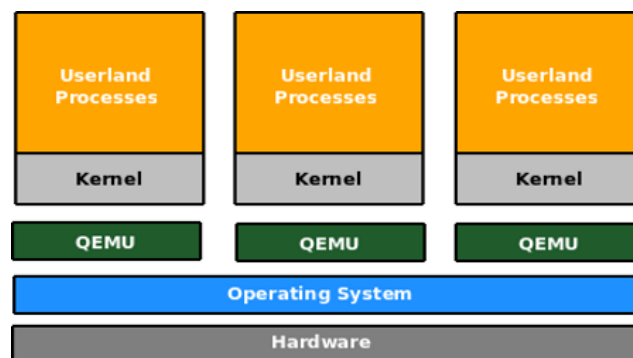 Userland
Processes
Userland
Processes
Userland
Processes
Kernel
Kernel
Kernel
QEMU
QEMU
QEMU
Operating System
Hardware